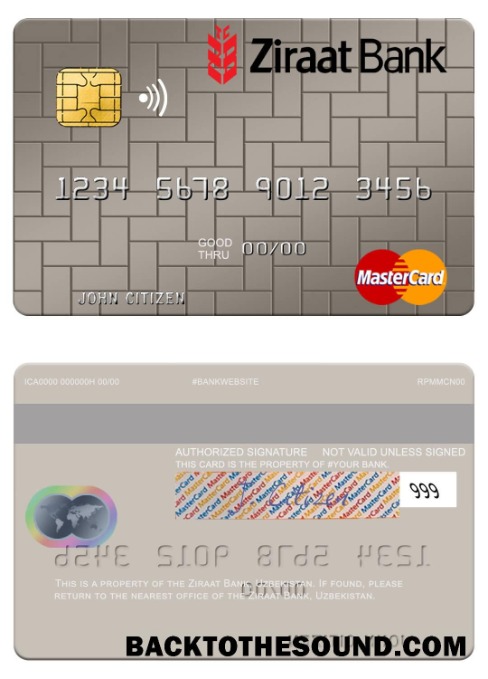 Ziraat Bank
1234 5678 9012 3456
GOOD
THRU 00/00
MasterCard
JOHN CITIZEN
ICA0000 000000H 00/00 #BANKWEBSITE RPMMCN00
AUTHORIZED SIGNATURE NOT VALID UNLESS SIGNED
THIS CARD IS THE PROPERTY OF #YOUR BANK.
999
THIS IS A PROPERTY OF THE ZIRAAT BANK, UZBEKISTAN. IF FOUND, PLEASE
RETURN TO THE NEAREST OFFICE OF THE ZIRAAT BANK, UZBEKISTAN.
BACKTOTHESOUND.COM